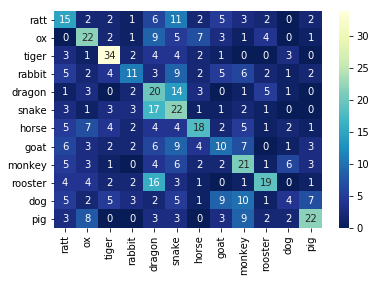 ratt 15 2 2 1 6 11 2 5 3 2 0 2
ox 0 22 2 1 9 5 7 3 1 4 0 1
tiger 3 1 34 2 4 4 2 1 0 0 3 0
rabbit 5 2 4 11 3 9 2 5 6 2 1 2
dragon 1 3 0 2 20 14 3 0 1 5 1 0
snake 3 1 3 3 17 22 1 1 2 1 0 0
horse 5 7 4 2 4 4 18 2 5 1 2 1
goat 6 3 2 2 6 9 4 10 7 0 1 3
monkey 5 3 1 0 4 6 2 2 21 1 6 3
rooster 4 4 2 2 16 3 1 0 1 19 0 1
dog 5 2 5 3 2 5 1 9 10 2 4 7
pig 3 8 0 0 3 3 0 3 9 2 2 22
ratt ox tiger rabbit dragon snake horse goat monkey rooster dog pig
30
25
20
15
10
5
0